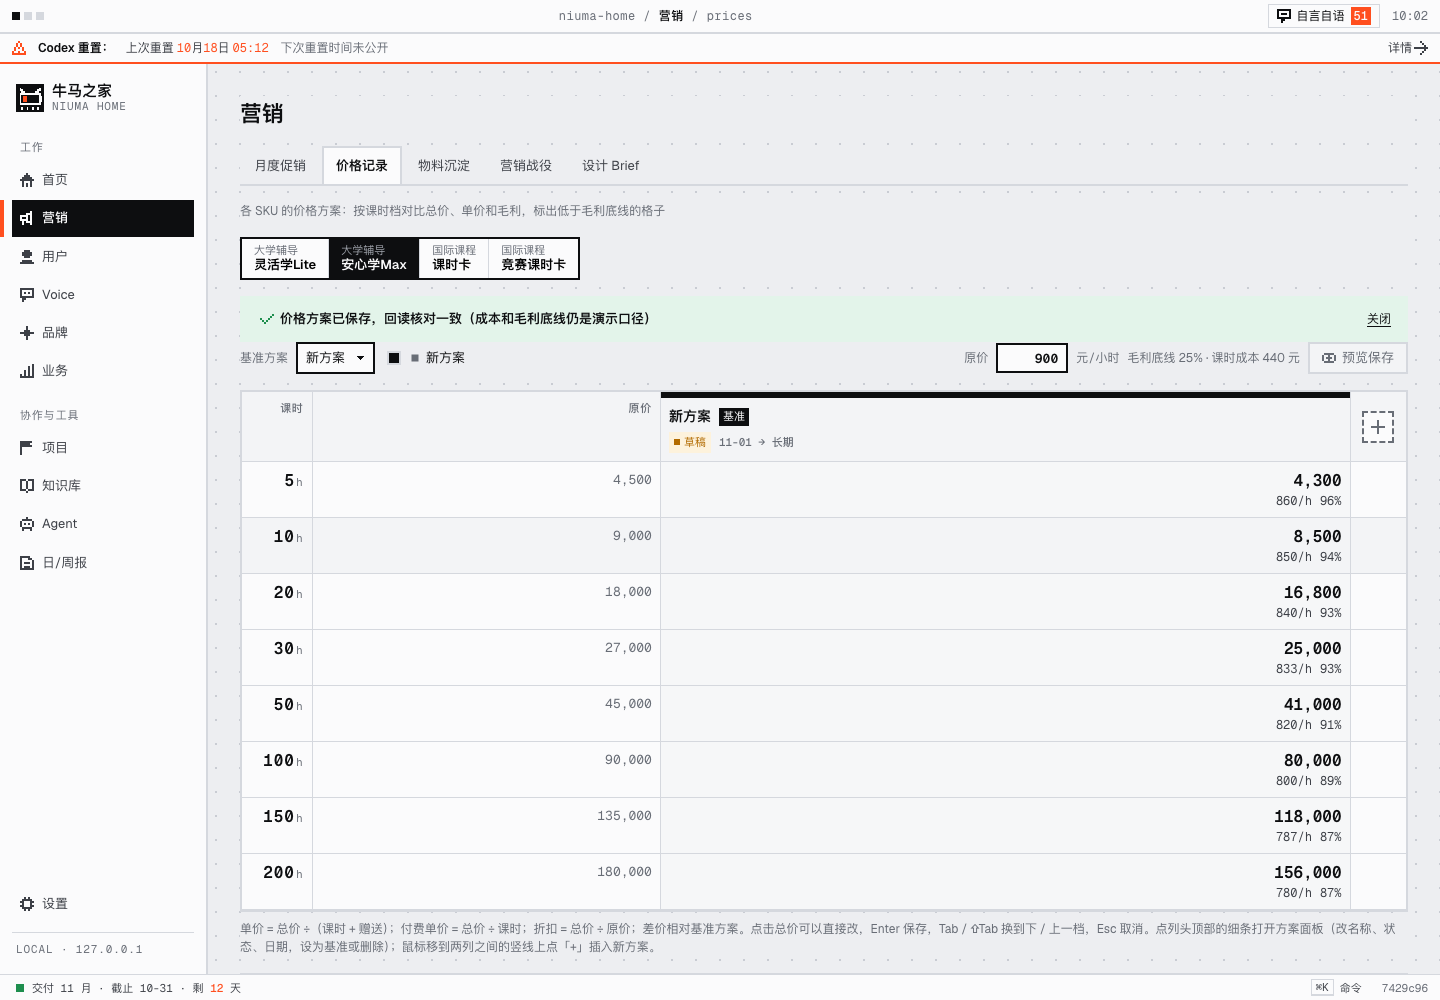 niuma-home / 营销 / prices
自言自语 51 10:02
Codex 重置： 上次重置 10月18日 05:12 下次重置时间未公开
详情
牛马之家
NIUMA HOME
工作
首页
营销
用户
Voice
品牌
业务
协作与工具
项目
知识库
Agent
日/周报
设置
LOCAL · 127.0.0.1
营销
月度促销 价格记录 物料沉淀 营销战役 设计 Brief
各 SKU 的价格方案：按课时档对比总价、单价和毛利，标出低于毛利底线的格子
大学辅导 大学辅导 国际课程 国际课程
灵活学Lite 安心学Max 课时卡 竞赛课时卡
价格方案已保存，回读核对一致（成本和毛利底线仍是演示口径） 关闭
基准方案 新方案 新方案 原价 900 元/小时 毛利底线 25% · 课时成本 440 元 预览保存
课时 原价 新方案 基准
草稿 11-01 → 长期
5h 4,500 4,300
860/h 96%
10h 9,000 8,500
850/h 94%
20h 18,000 16,800
840/h 93%
30h 27,000 25,000
833/h 93%
50h 45,000 41,000
820/h 91%
100h 90,000 80,000
800/h 89%
150h 135,000 118,000
787/h 87%
200h 180,000 156,000
780/h 87%
单价 = 总价 ÷（课时 + 赠送）；付费单价 = 总价 ÷ 课时；折扣 = 总价 ÷ 原价；差价相对基准方案。点击总价可以直接改，Enter 保存，Tab / ⇧Tab 换到下 / 上一档，Esc 取消。点列头顶部的细条打开方案面板（改名称、状
态、日期，设为基准或删除）；鼠标移到两列之间的竖线上点「+」插入新方案。
交付 11 月 · 截止 10-31 · 剩 12 天
⌘K 命令 7429c96